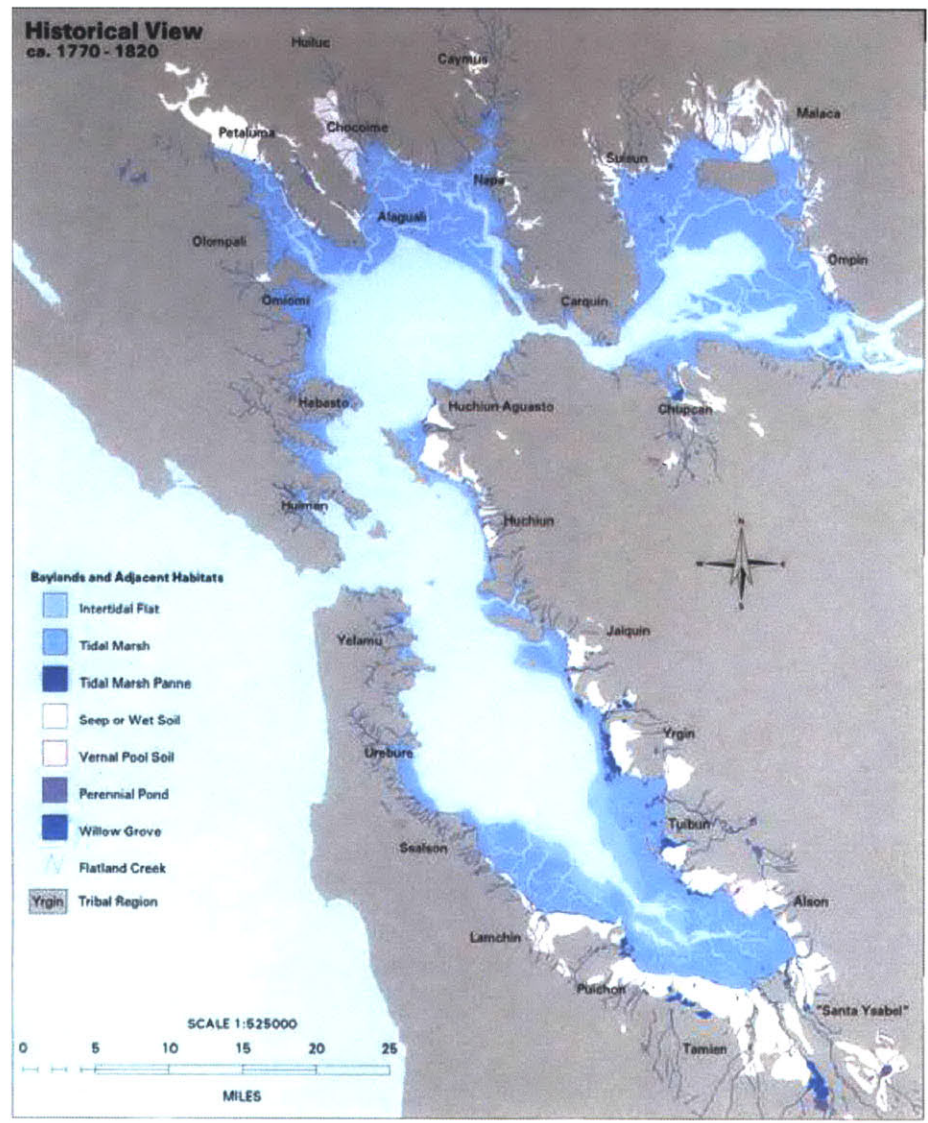 Historical View
ca. 1770 - 1820
Huiluc
Caymus
Malaca
Petaluma
Chocoime
Suisun
Napa
Alaguali
Olompali
Ompin
Omiomi
Carquin
Habasto
Huchiun-Aguasto
Chupcan
Huimen
Huchiun
N
W
E
S
Baylands and Adjacent Habitats
Intertidal Flat
Tidal Marsh
Tidal Marsh Panne
Seep or Wet Soil
Vernal Pool Soil
Perennial Pond
Willow Grove
Flatland Creek
Yrgin Tribal Region
Jalquin
Yelamu
Yrgin
Urebure
Tuibun
Ssalson
Alson
Lamchin
Puichon
"Santa Ysabel"
Tamien
SCALE 1:525000
0 5 10 15 20 25
MILES